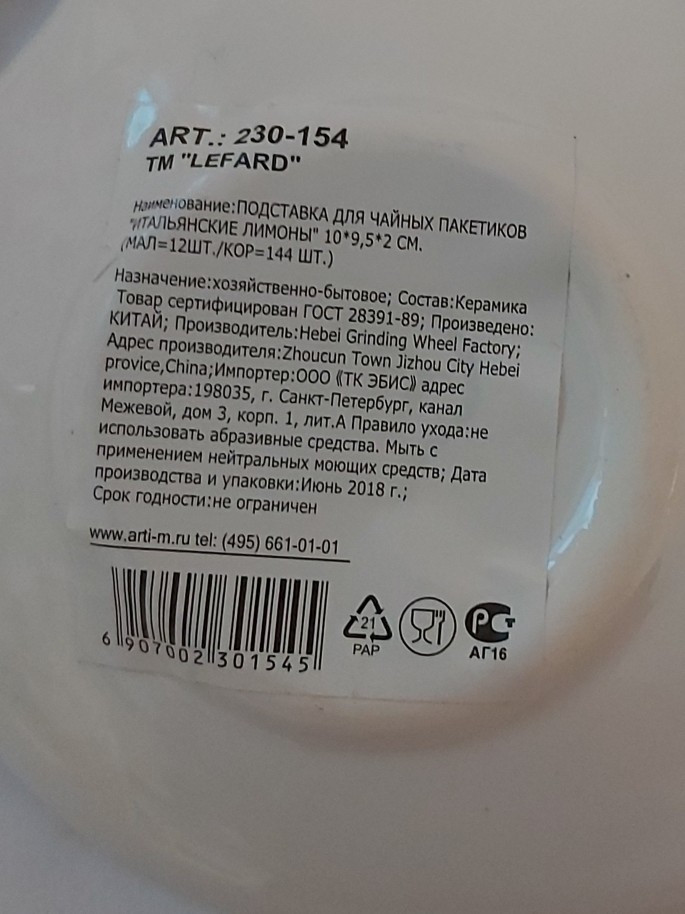 ART.: 230-154
ТМ "LEFARD"
Наименование:ПОДСТАВКА ДЛЯ ЧАЙНЫХ ПАКЕТИКОВ
"ИТАЛЬЯНСКИЕ ЛИМОНЫ" 10*9,5*2 СМ.
(МАЛ=12ШТ./КОР=144 ШТ.)
Назначение:хозяйственно-бытовое; Состав:Керамика
Товар сертифицирован ГОСТ 28391-89; Произведено:
КИТАЙ; Производитель:Hebei Grinding Wheel Factory;
Адрес производителя:Zhoucun Town Jizhou City Hebei
provice,China;Импортер:ООО《ТК ЭБИС》адрес
импортера:198035, г. Санкт-Петербург, канал
Межевой, дом 3, корп. 1, лит.А Правило ухода:не
использовать абразивные средства. Мыть с
применением нейтральных моющих средств; Дата
производства и упаковки:Июнь 2018 г.;
Срок годности:не ограничен
www.arti-m.ru tel: (495) 661-01-01
6 907002 301545
21
PAP
РСТ
АГ16